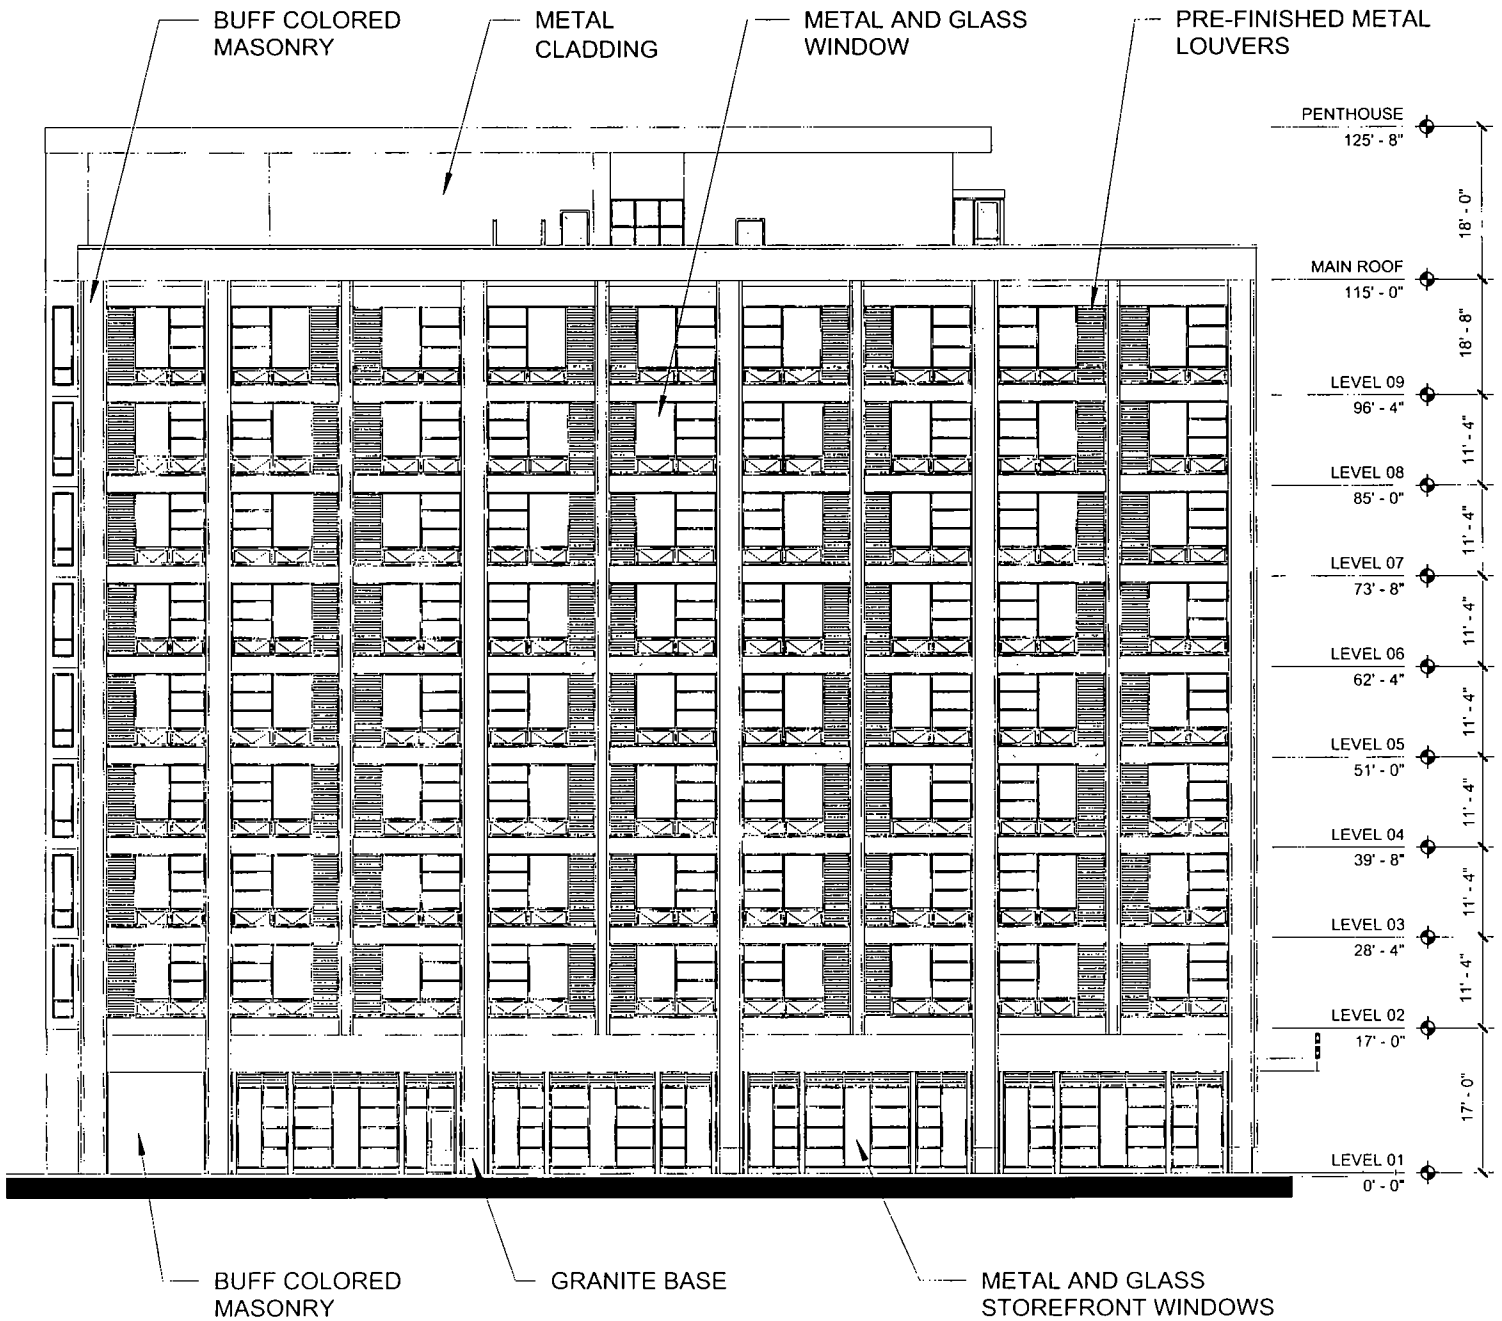 BUFF COLORED
MASONRY
METAL
CLADDING
METAL AND GLASS
WINDOW
PRE-FINISHED METAL
LOUVERS
PENTHOUSE
125' - 8"
18' - 0"
MAIN ROOF
115' - 0"
18' - 8"
LEVEL 09
96' - 4"
11' - 4"
LEVEL 08
85' - 0"
11' - 4"
LEVEL 07
73' - 8"
11' - 4"
LEVEL 06
62' - 4"
11' - 4"
LEVEL 05
51' - 0"
11' - 4"
LEVEL 04
39' - 8"
11' - 4"
LEVEL 03
28' - 4"
11' - 4"
LEVEL 02
17' - 0"
17' - 0"
LEVEL 01
0' - 0"
BUFF COLORED
MASONRY
GRANITE BASE
METAL AND GLASS
STOREFRONT WINDOWS